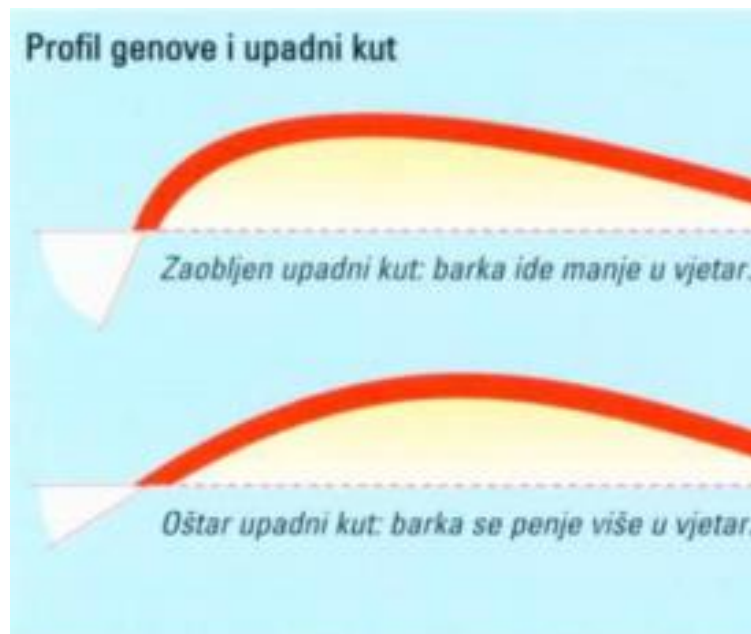 Profil genove i upadni kut
Zaobljen upadni kut: barka ide manje u vjetar.
Oštar upadni kut: barka se penje više u vjetar.